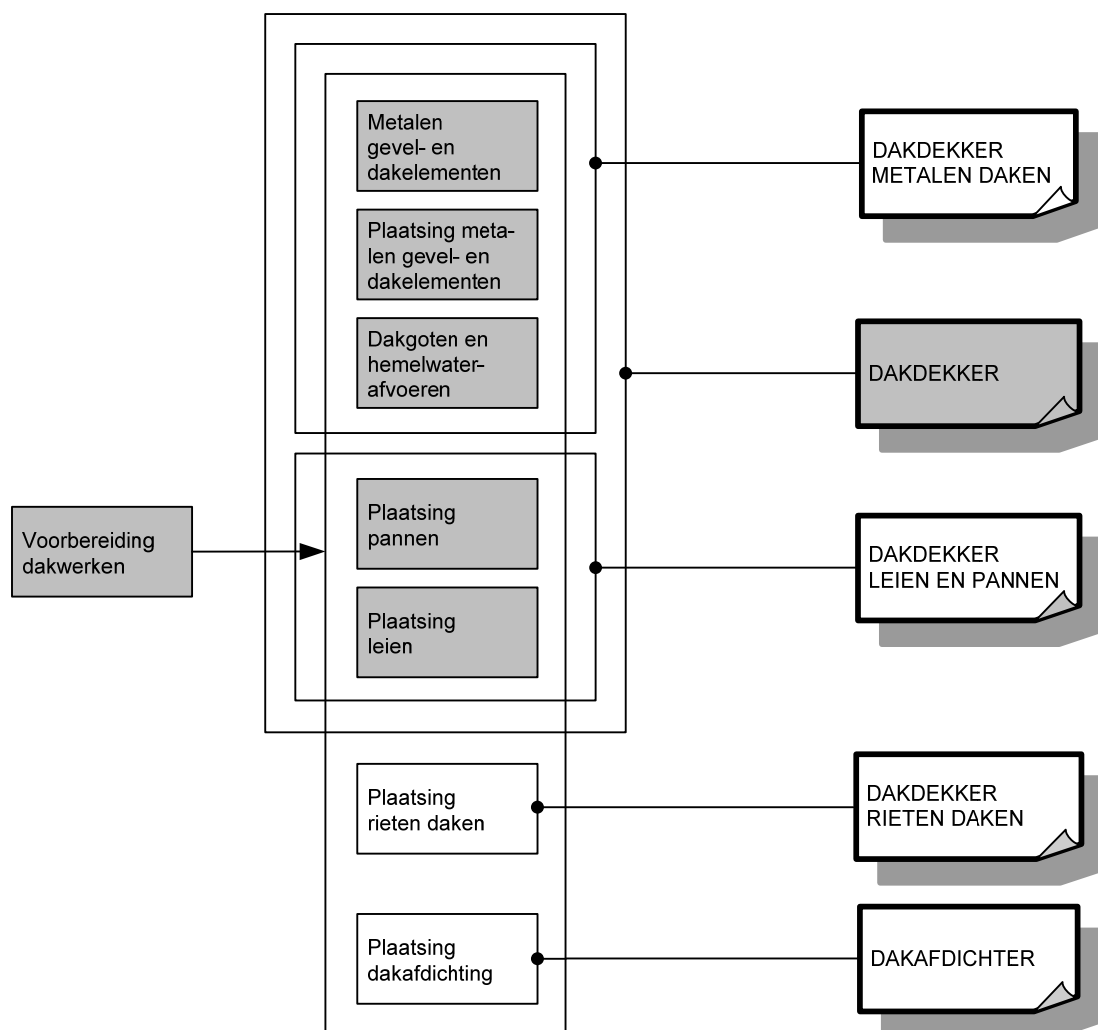 Metalen
gevel- en
dakelementen
DAKDEKKER
METALEN DAKEN
Plaatsing meta-
len gevel- en
dakelementen
Dakgoten en
hemelwater-
afvoeren
DAKDEKKER
Voorbereiding
dakwerken
Plaatsing
pannen
DAKDEKKER
LEIEN EN PANNEN
Plaatsing
leien
Plaatsing
rieten daken
DAKDEKKER
RIETEN DAKEN
Plaatsing
dakafdichting
DAKAFDICHTER